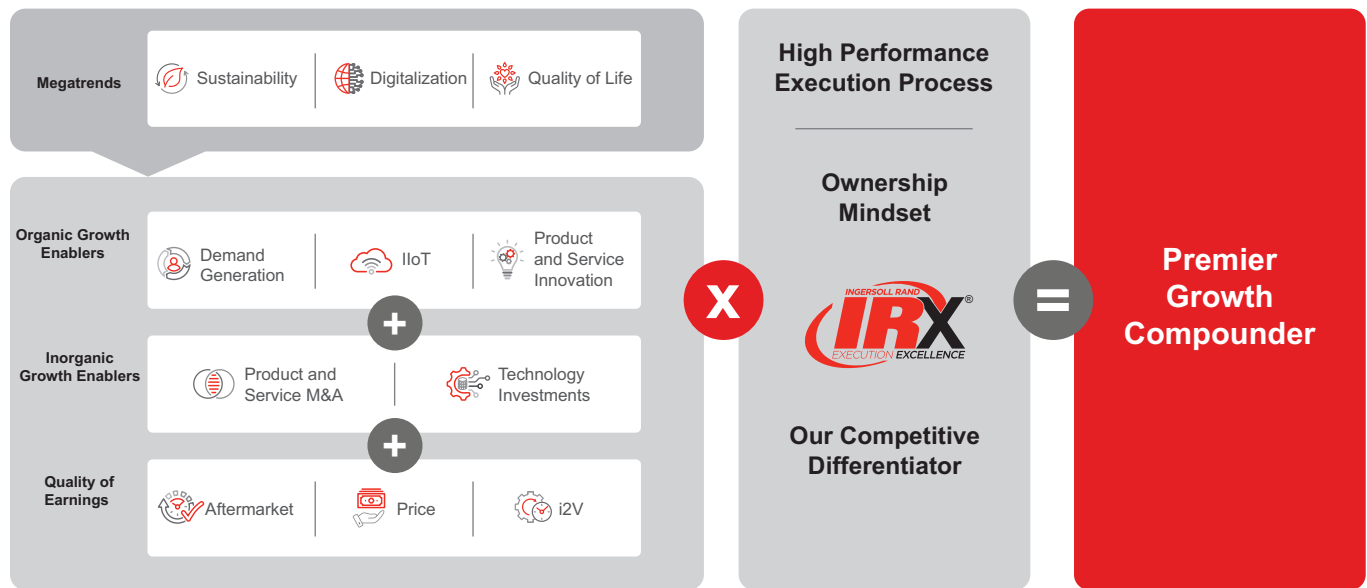 Megatrends
Sustainability
Digitalization
Quality of Life
Organic Growth
Enablers
Demand
Generation
IIoT
Product
and Service
Innovation
+
Inorganic
Growth Enablers
Product and
Service M&A
Technology
Investments
+
Quality of
Earnings
Aftermarket
Price
i2V
X
High Performance
Execution Process
Ownership
Mindset
INGERSOLL RAND
IRX®
EXECUTION EXCELLENCE
Our Competitive
Differentiator
=
Premier
Growth
Compounder